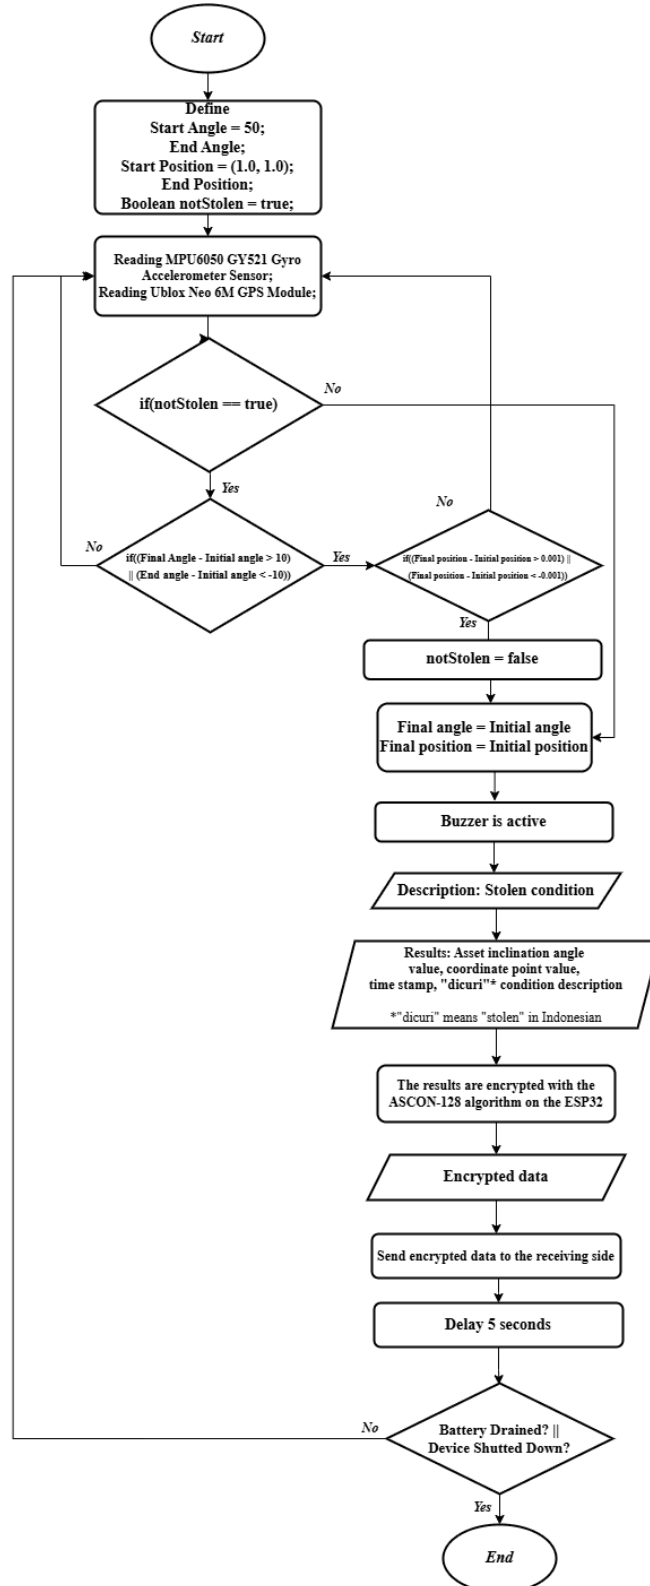 Start
Define
Start Angle = 50;
End Angle;
Start Position = (1.0, 1.0);
End Position;
Boolean notStolen = true;
Reading MPU6050 GY521 Gyro
Accelerometer Sensor;
Reading Ublox Neo 6M GPS Module;
if(notStolen == true)
No
Yes
No
if((Final Angle - Initial angle > 10)
|| (End angle - Initial angle < -10))
Yes
No
if((Final position - Initial position > 0.001) ||
(Final position - Initial position < -0.001))
Yes
notStolen = false
Final angle = Initial angle
Final position = Initial position
Buzzer is active
Description: Stolen condition
Results: Asset inclination angle
value, coordinate point value,
time stamp, "dicuri"* condition description
*"dicuri" means "stolen" in Indonesian
The results are encrypted with the
ASCON-128 algorithm on the ESP32
Encrypted data
Send encrypted data to the receiving side
Delay 5 seconds
No
Battery Drained? ||
Device Shutted Down?
Yes
End